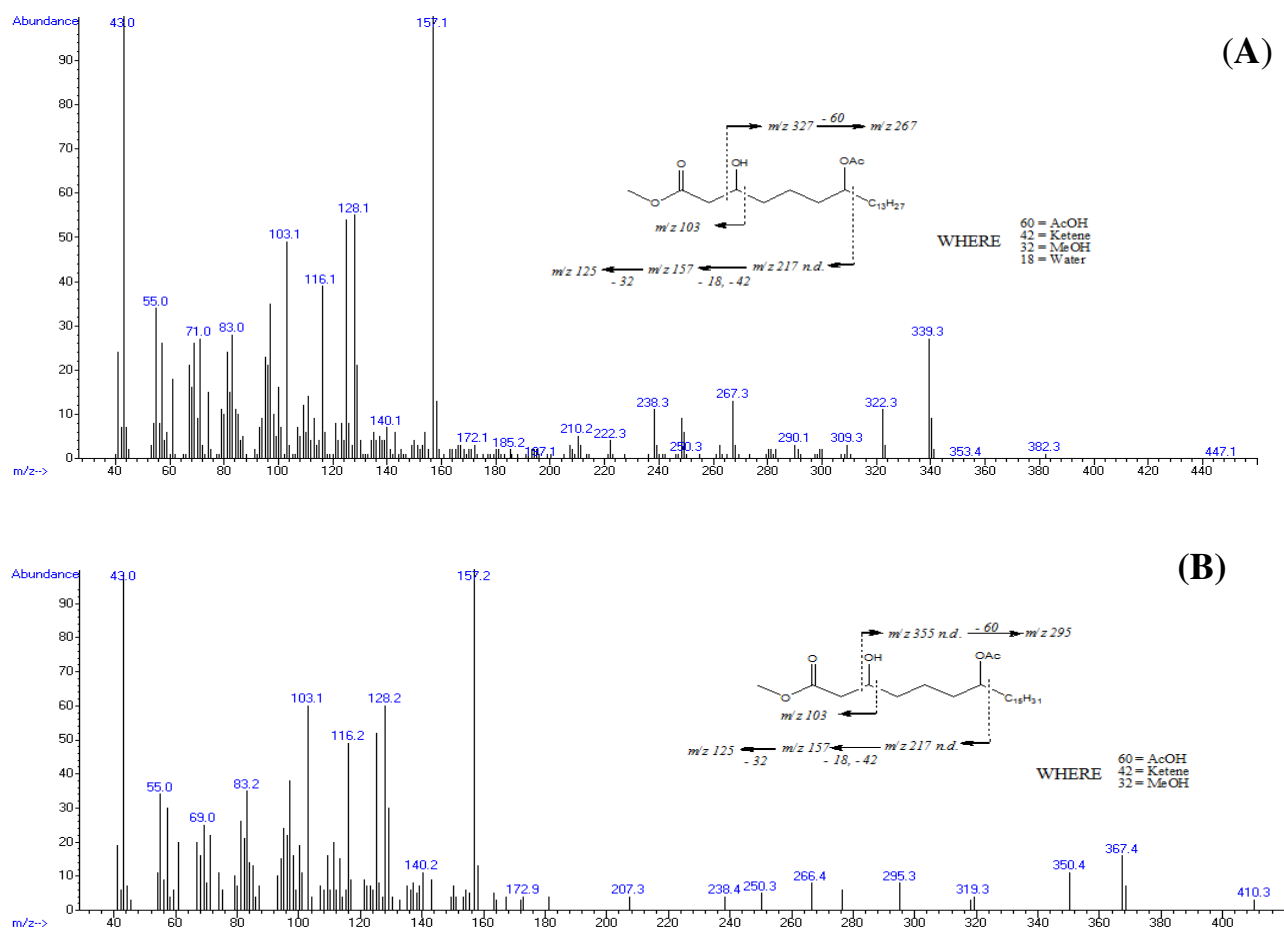 Abundance
43.0
157.1
(A)
90
80
70
60
50
40
30
20
10
0
128.1
103.1
116.1
55.0
71.0
83.0
140.1
172.1
185.2
197.1
210.2
222.3
238.3
250.3
267.3
290.1
309.3
322.3
339.3
353.4
382.3
447.1
m/z 327
- 60
m/z 267
O
OH
OAc
O
C13H27
m/z 103
m/z 125
m/z 157
m/z 217 n.d.
- 32
- 18, - 42
WHERE
60 = AcOH
42 = Ketene
32 = MeOH
18 = Water
m/z-->
40 60 80 100 120 140 160 180 200 220 240 260 280 300 320 340 360 380 400 420 440
Abundance
43.0
157.2
(B)
90
80
70
60
50
40
30
20
10
0
103.1
128.2
116.2
55.0
69.0
83.2
140.2
172.9
207.3
238.4
250.3
266.4
295.3
319.3
350.4
367.4
410.3
m/z 355 n.d.
- 60
m/z 295
O
OH
OAc
O
m/z 103
m/z 125
m/z 157
m/z 217 n.d.
- 32
- 18, - 42
WHERE
60 = AcOH
42 = Ketene
32 = MeOH
m/z-->
40 60 80 100 120 140 160 180 200 220 240 260 280 300 320 340 360 380 400